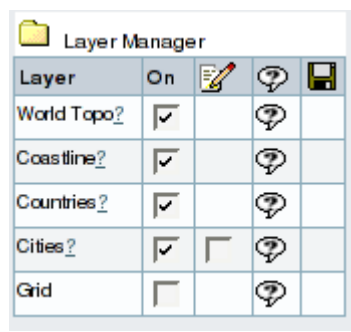 Layer Manager
Layer On
World Topo?
Coastline?
Countries?
Cities?
Grid